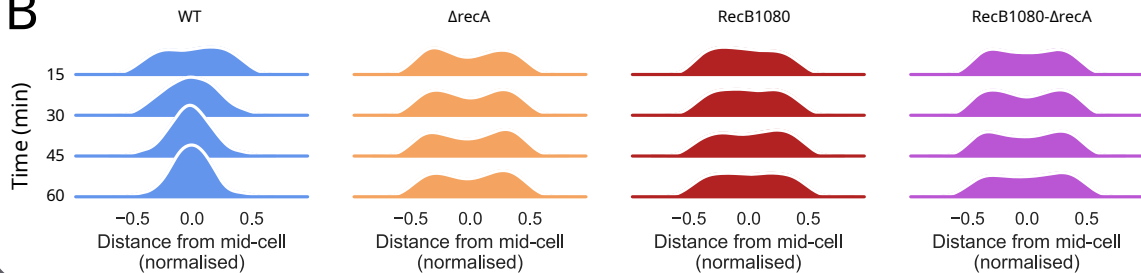 B
WT
ΔrecA
RecB1080
RecB1080-ΔrecA
Time (min)
15
30
45
60
−0.5 0.0 0.5
−0.5 0.0 0.5
−0.5 0.0 0.5
−0.5 0.0 0.5
Distance from mid-cell
(normalised)
Distance from mid-cell
(normalised)
Distance from mid-cell
(normalised)
Distance from mid-cell
(normalised)